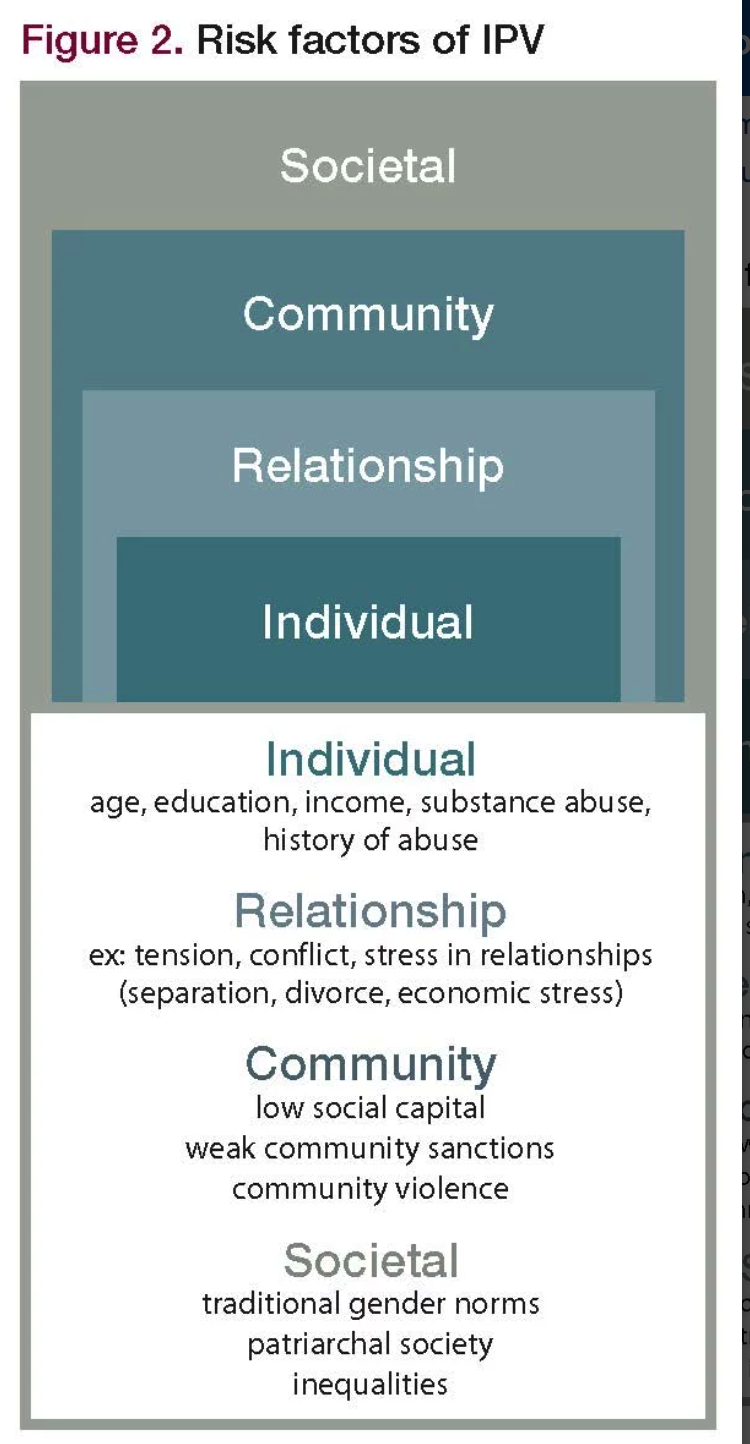 Figure 2. Risk factors of IPV
Societal
Community
Relationship
Individual
Individual
age, education, income, substance abuse,
history of abuse
Relationship
ex: tension, conflict, stress in relationships
(separation, divorce, economic stress)
Community
low social capital
weak community sanctions
community violence
Societal
traditional gender norms
patriarchal society
inequalities